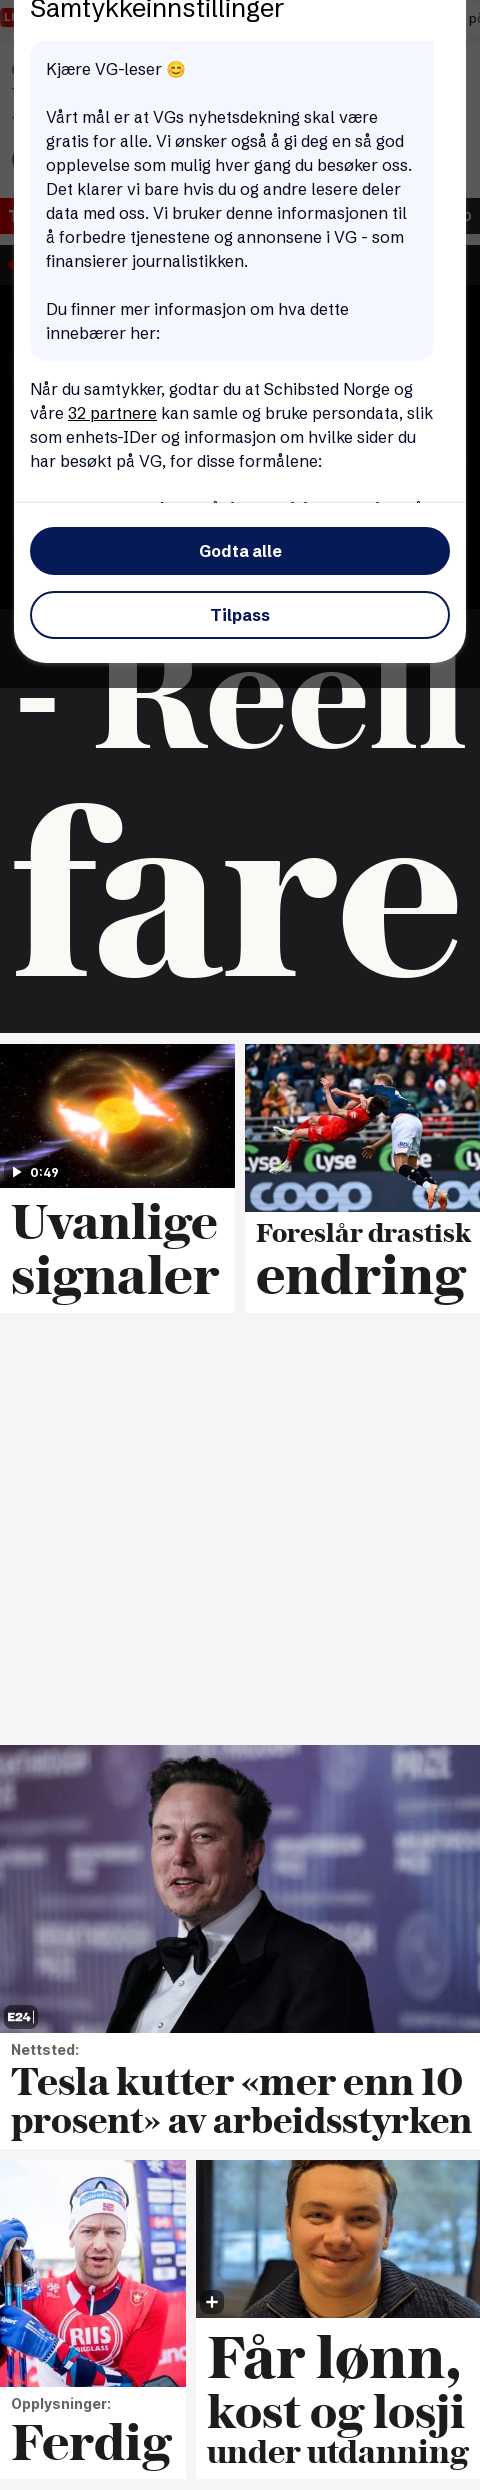 Samtykkeinnstillinger
Kjære VG-leser 😊
Vårt mål er at VGs nyhetsdekning skal være
gratis for alle. Vi ønsker også å gi deg en så god
opplevelse som mulig hver gang du besøker oss.
Det klarer vi bare hvis du og andre lesere deler
data med oss. Vi bruker denne informasjonen til
å forbedre tjenestene og annonsene i VG - som
finansierer journalistikken.
Du finner mer informasjon om hva dette
innebærer her:
Når du samtykker, godtar du at Schibsted Norge og
våre 32 partnere kan samle og bruke persondata, slik
som enhets-IDer og informasjon om hvilke sider du
har besøkt på VG, for disse formålene:
Godta alle
Tilpass
- Reell
fare
0:49
Uvanlige
signaler
Lyse
Lyse
coop
coop
Foreslår drastisk
endring
E24
Nettsted:
Tesla kutter «mer enn 10
prosent» av arbeidsstyrken
RIIS
BILGLASS
Opplysninger:
Ferdig
Får lønn,
kost og losji
under utdanning